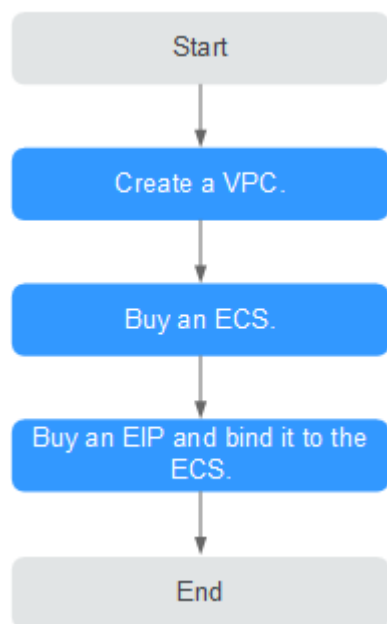 Start
Create a VPC.
Buy an ECS.
Buy an EIP and bind it to the
ECS.
End